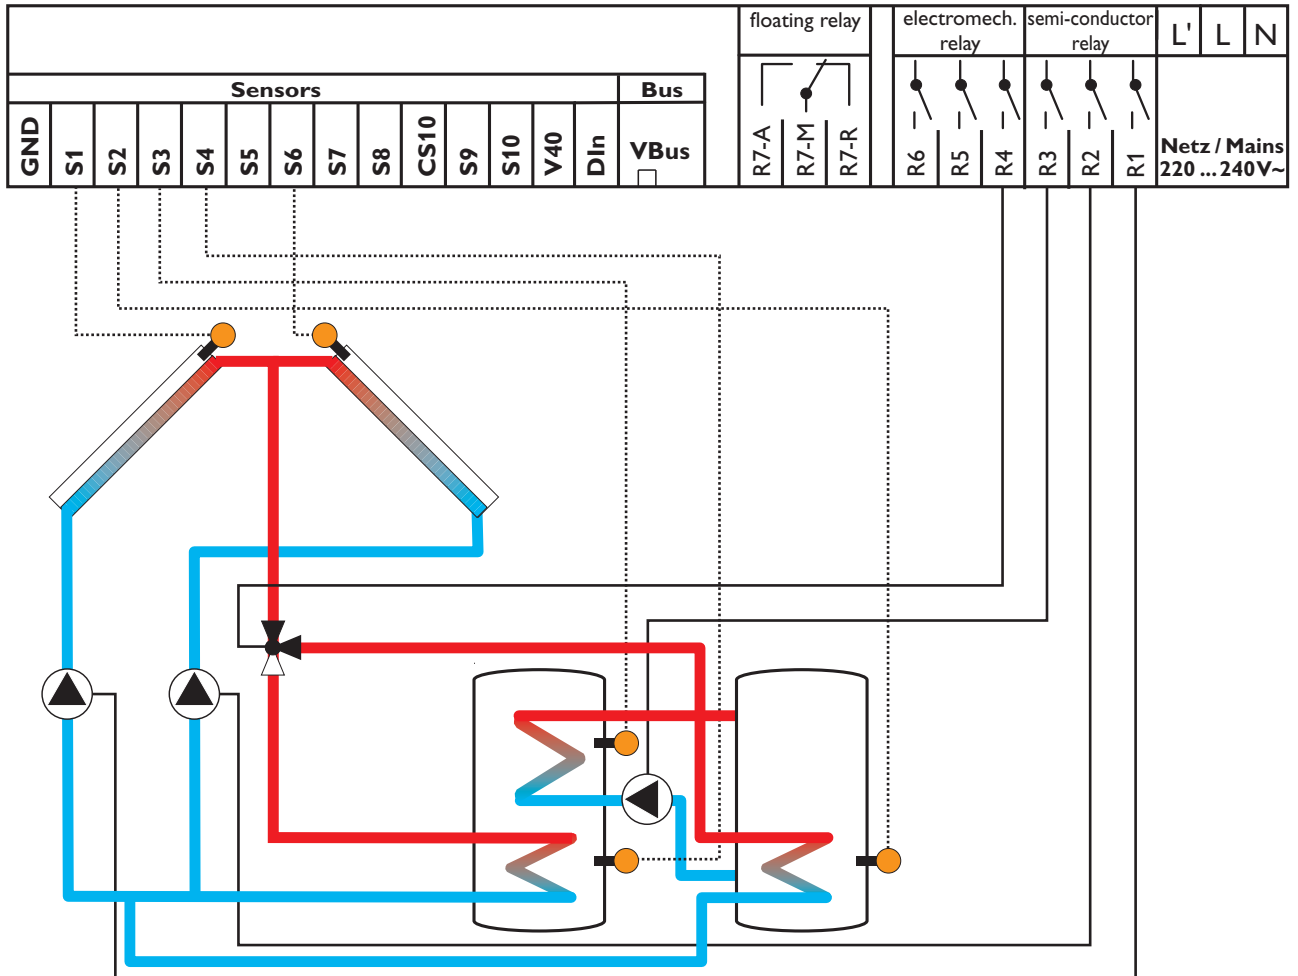 floating relay
electromech.
relay
semi-conductor
relay
L'
L
N
Sensors
Bus
GND
S1
S2
S3
S4
S5
S6
S7
S8
CS10
S9
S10
V40
DIn
VBus
R7-A
R7-M
R7-R
R6
R5
R4
R3
R2
R1
Netz / Mains
220 ... 240V~